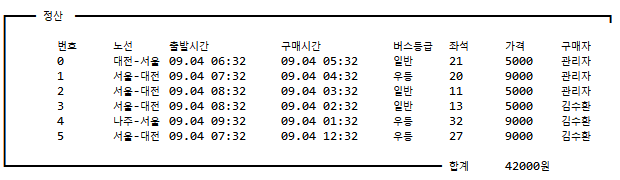 정산
번호 노선 출발시간 구매시간 버스등급 좌석 가격 구매자
0 대전-서울 09.04 06:32 09.04 05:32 일반 21 5000 관리자
1 서울-대전 09.04 07:32 09.04 04:32 우등 20 9000 관리자
2 서울-대전 09.04 08:32 09.04 03:32 일반 11 5000 관리자
3 서울-대전 09.04 08:32 09.04 02:32 일반 13 5000 김수환
4 나주-서울 09.04 09:32 09.04 01:32 우등 32 9000 김수환
5 서울-대전 09.04 07:32 09.04 12:32 우등 27 9000 김수환
합계 42000원